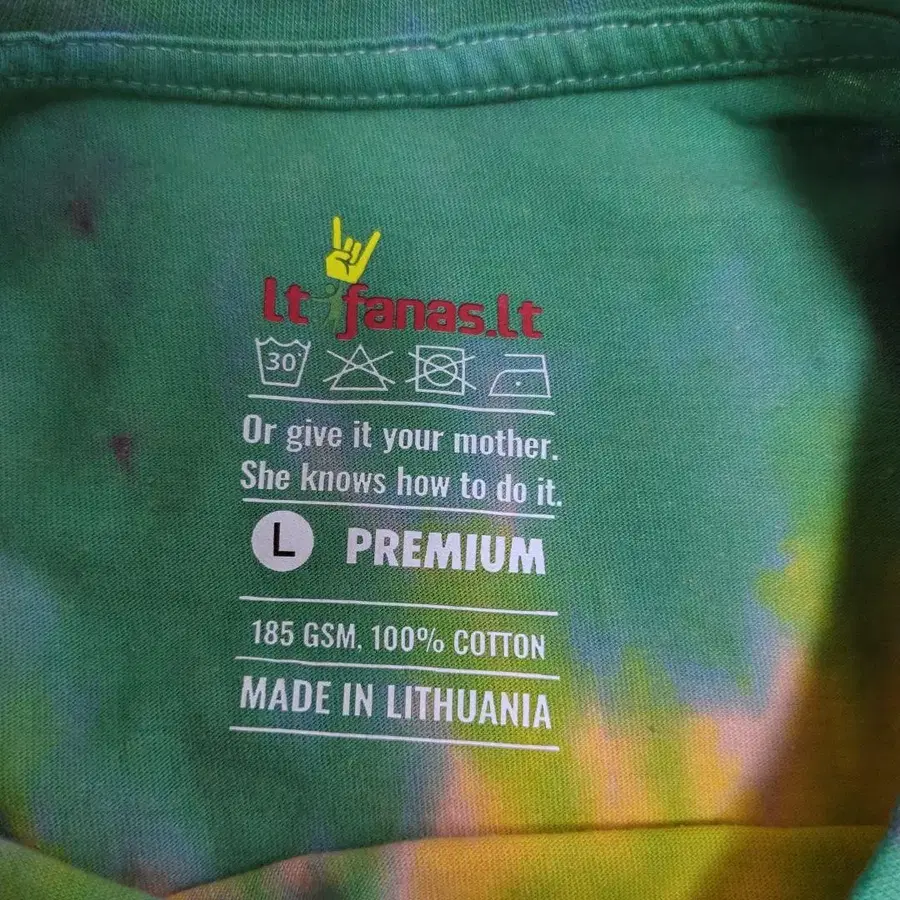 lt fanas.lt
30°
Or give it your mother.
She knows how to do it.
L PREMIUM
185 GSM. 100% COTTON
MADE IN LITHUANIA